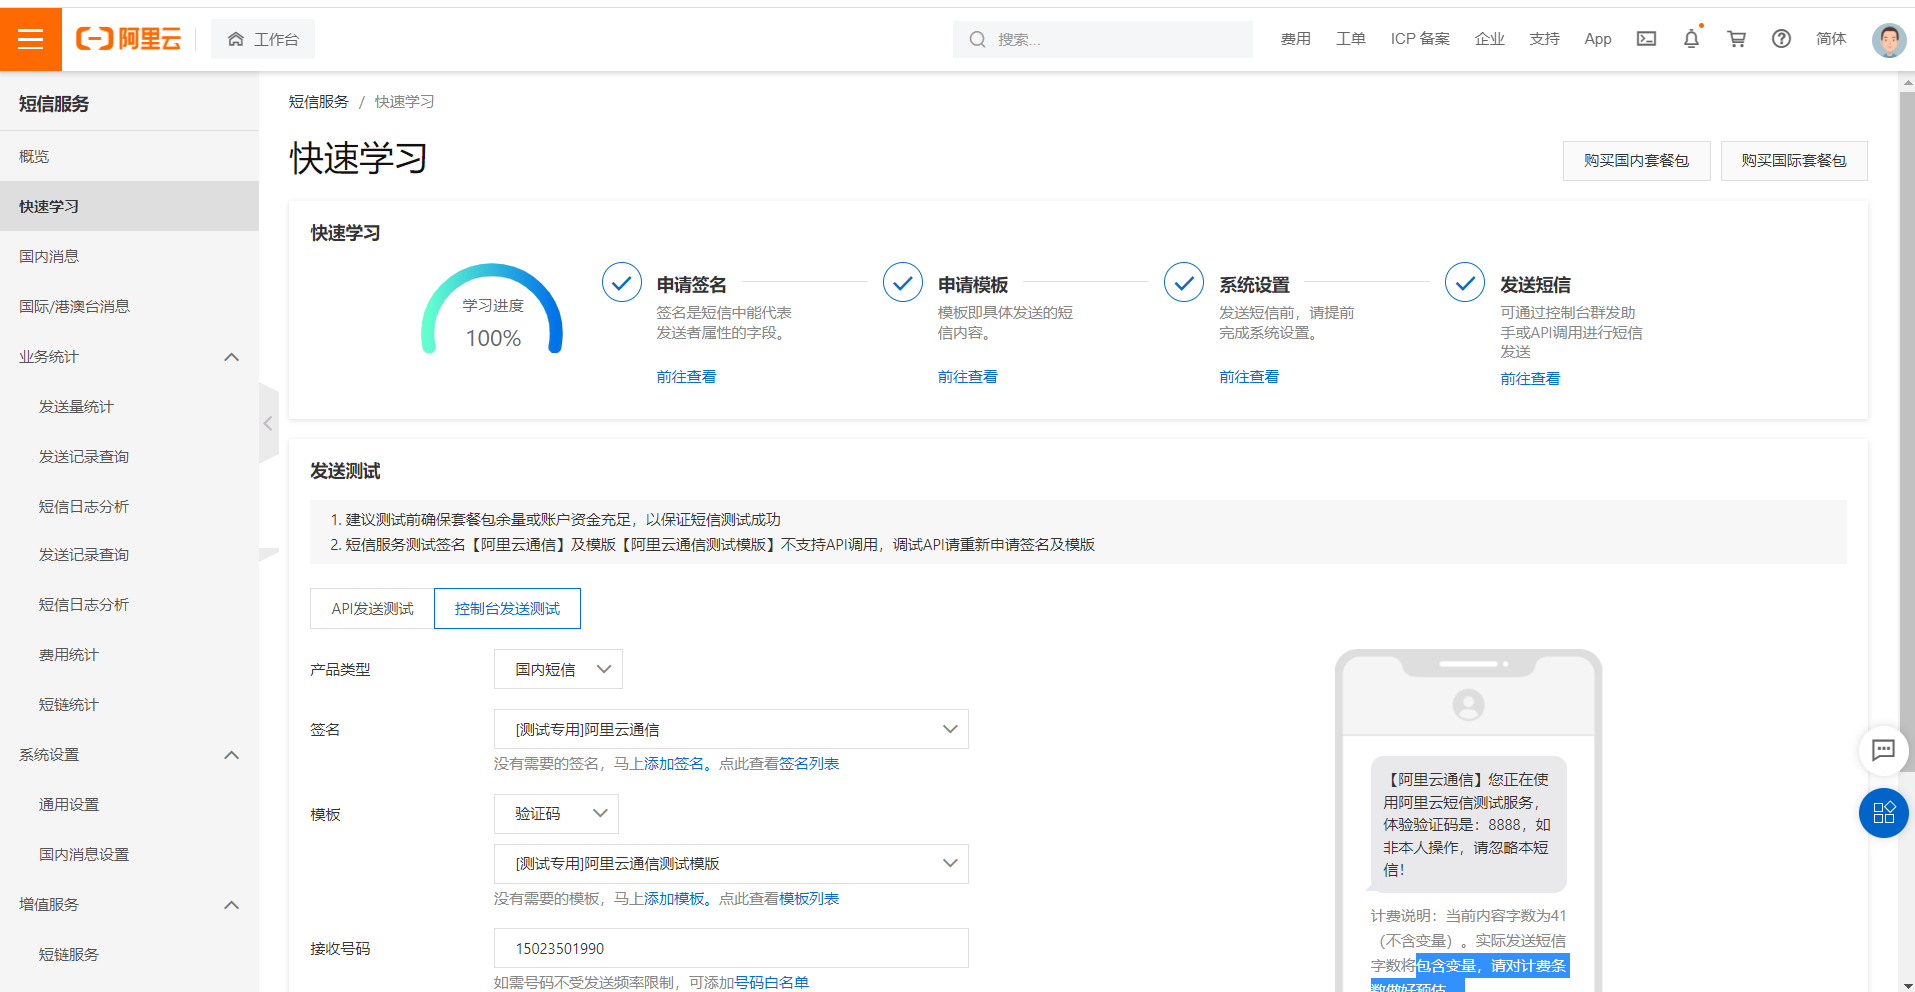 阿里云
工作台
搜索...
费用
工单
ICP 备案
企业
支持
App
简体
短信服务
概览
快速学习
国内消息
国际/港澳台消息
业务统计
发送量统计
发送记录查询
短信日志分析
发送记录查询
短信日志分析
费用统计
短链统计
系统设置
通用设置
国内消息设置
增值服务
短链服务
短信服务 / 快速学习
快速学习
购买国内套餐包
购买国际套餐包
快速学习
学习进度
100%
申请签名
签名是短信中能代表
发送者属性的字段。
前往查看
申请模板
模板即具体发送的短
信内容。
前往查看
系统设置
发送短信前，请提前
完成系统设置。
前往查看
发送短信
可通过控制台群发助
手或API调用进行短信
发送
前往查看
发送测试
1. 建议测试前确保套餐包余量或账户资金充足，以保证短信测试成功
2. 短信服务测试签名【阿里云通信】及模版【阿里云通信测试模版】不支持API调用，调试API请重新申请签名及模版
API发送测试
控制台发送测试
产品类型
国内短信
签名
[测试专用]阿里云通信
没有需要的签名，马上添加签名。点此查看签名列表
模板
验证码
[测试专用]阿里云通信测试模版
没有需要的模板，马上添加模板。点此查看模板列表
接收号码
15023501990
如需号码不受发送频率限制，可添加号码白名单
【阿里云通信】您正在使
用阿里云短信测试服务，
体验验证码是：8888，如
非本人操作，请忽略本短
信！
计费说明：当前内容字数为41
（不含变量）。实际发送短信
字数将包含变量，请对计费条
数做好预估。